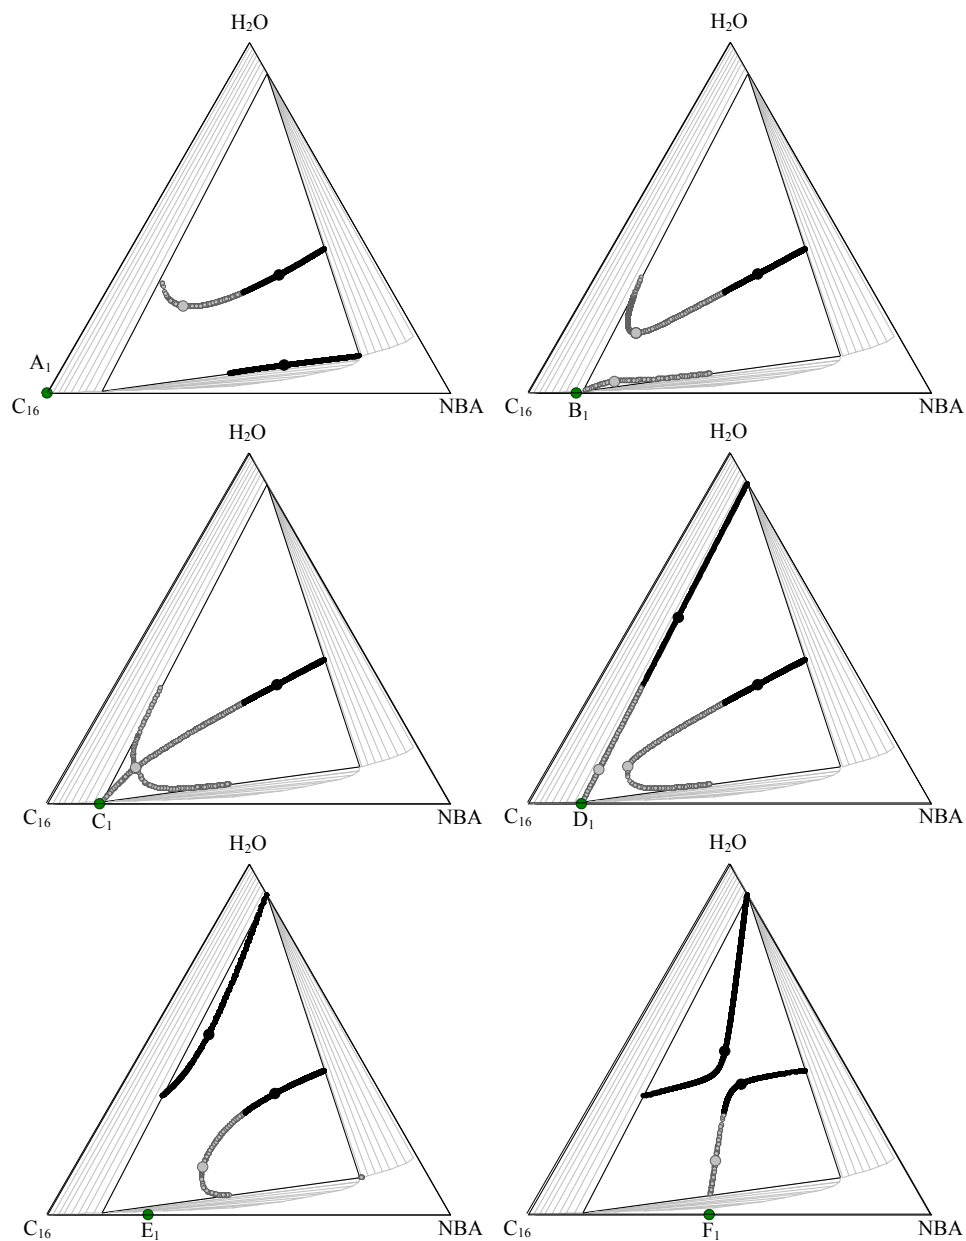 H₂O H₂O
A₁
C₁₆ NBA C₁₆ B₁ NBA
H₂O H₂O
C₁₆ C₁ NBA C₁₆ D₁ NBA
H₂O H₂O
C₁₆ E₁ NBA C₁₆ F₁ NBA